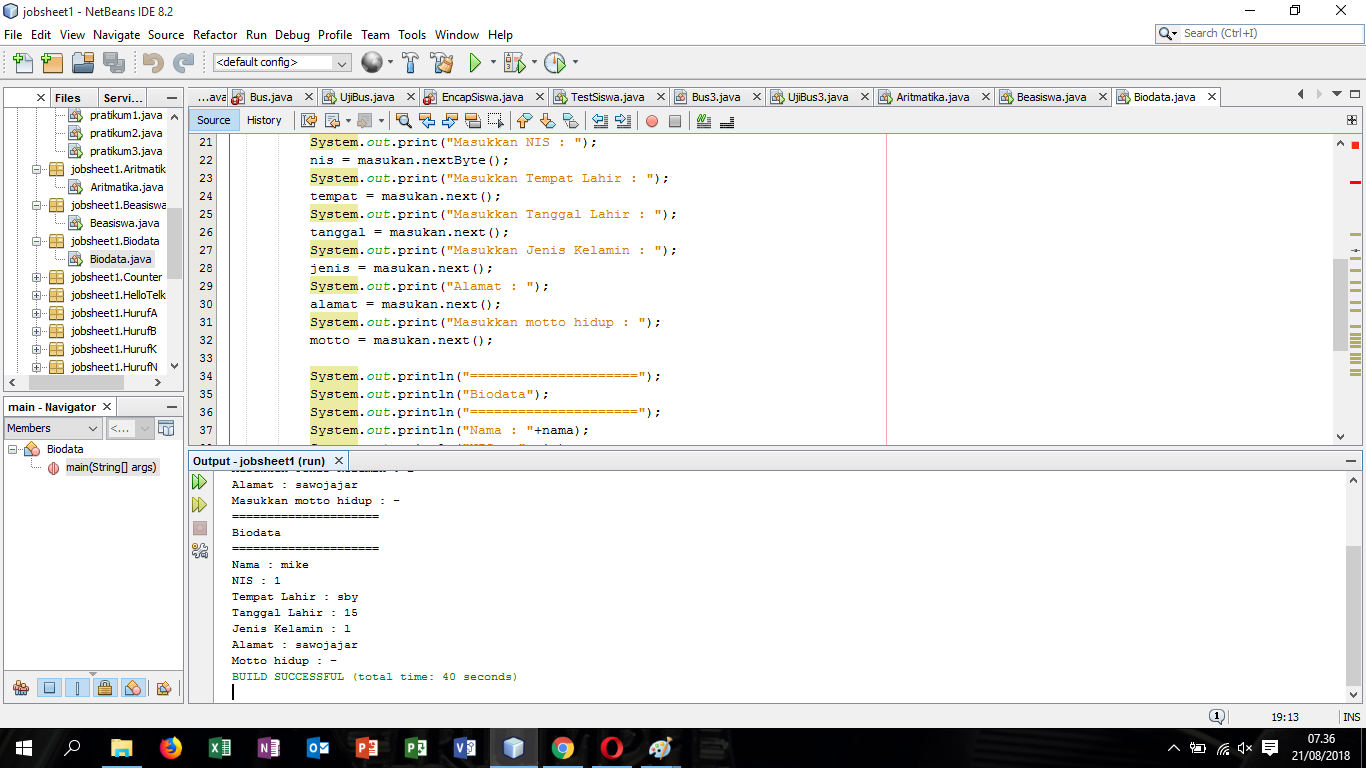 jobsheet1 - NetBeans IDE 8.2
File Edit View Navigate Source Refactor Run Debug Profile Team Tools Window Help
Search (Ctrl+I)
<default config>
Files Servi...
pratikum1.java
pratikum2.java
pratikum3.java
jobsheet1.Aritmatik
Aritmatika.java
jobsheet1.Beasiswa
Beasiswa.java
jobsheet1.Biodata
Biodata.java
jobsheet1.Counter
jobsheet1.HelloTelk
jobsheet1.HurufA
jobsheet1.HurufB
jobsheet1.HurufK
jobsheet1.HurufN
main - Navigator
Members <...
Biodata
main(String[] args)
...ava Bus.java UjiBus.java EncapSiswa.java TestSiswa.java Bus3.java UjiBus3.java Aritmatika.java Beasiswa.java Biodata.java
Source History
21 System.out.print("Masukkan NIS : ");
22 nis = masukan.nextByte();
23 System.out.print("Masukkan Tempat Lahir : ");
24 tempat = masukan.next();
25 System.out.print("Masukkan Tanggal Lahir : ");
26 tanggal = masukan.next();
27 System.out.print("Masukkan Jenis Kelamin : ");
28 jenis = masukan.next();
29 System.out.print("Alamat : ");
30 alamat = masukan.next();
31 System.out.print("Masukkan motto hidup : ");
32 motto = masukan.next();
33
34 System.out.println("=====================");
35 System.out.println("Biodata");
36 System.out.println("=====================");
37 System.out.println("Nama : "+nama);
Output - jobsheet1 (run)
Alamat : sawojajar
Masukkan motto hidup : -
=====================
Biodata
=====================
Nama : mike
NIS : 1
Tempat Lahir : sby
Tanggal Lahir : 15
Jenis Kelamin : l
Alamat : sawojajar
Motto hidup : -
BUILD SUCCESSFUL (total time: 40 seconds)
1 19:13 INS
07.36
21/08/2018